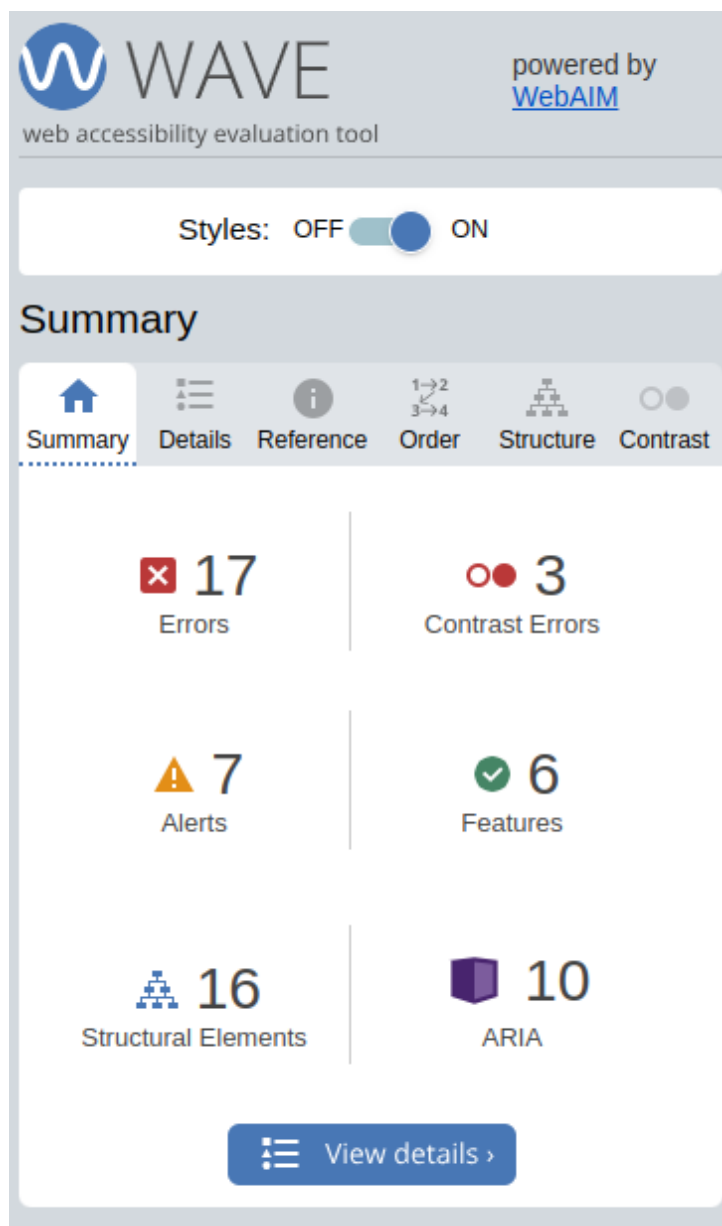 WAVE
powered by
WebAIM
web accessibility evaluation tool
Styles: OFF ON
Summary
1→2
3→4
Summary Details Reference Order Structure Contrast
17 3
Errors Contrast Errors
7 6
Alerts Features
16 10
Structural Elements ARIA
View details ›